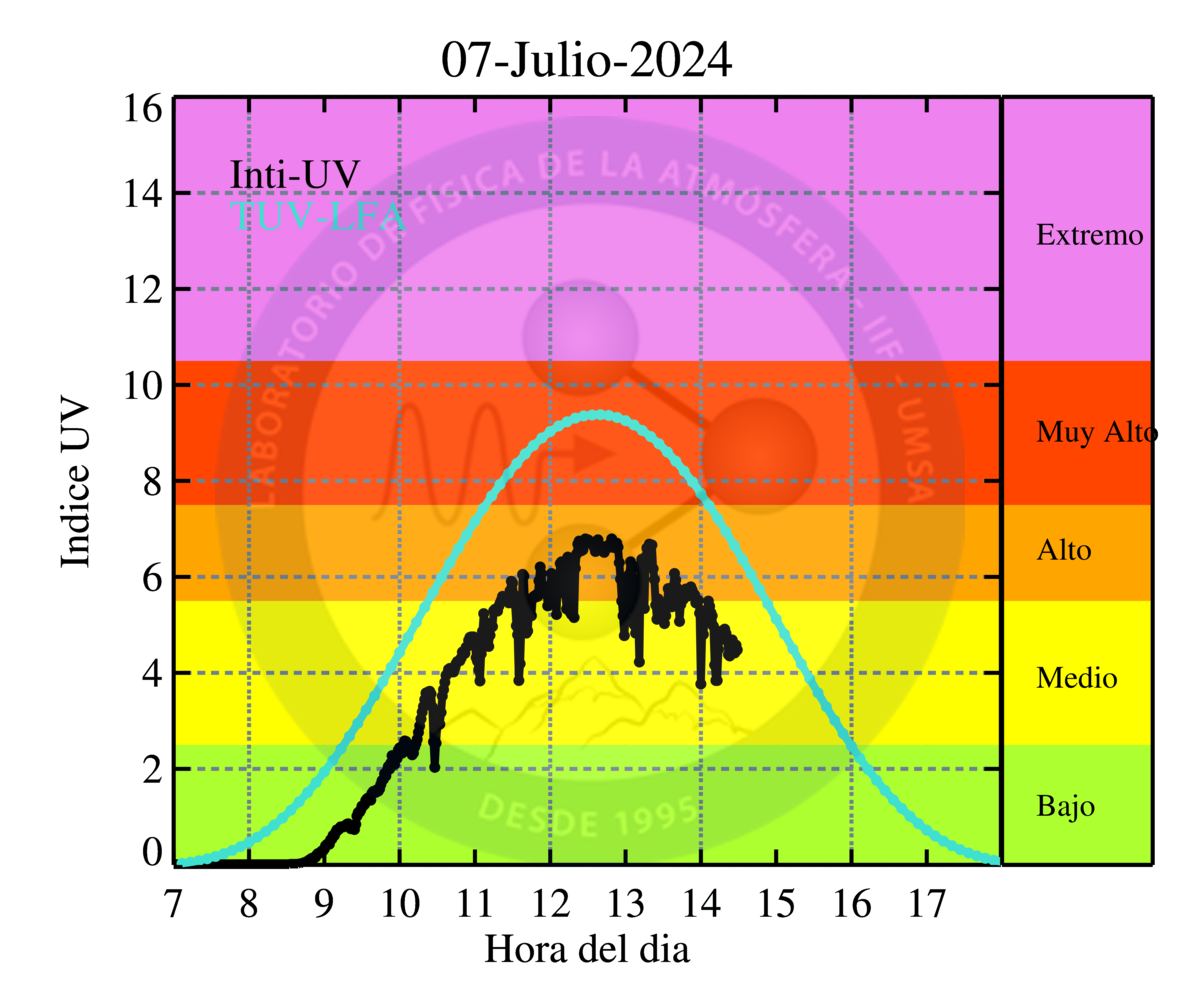 07-Julio-2024
16
14
12
10
8
6
4
2
0
Indice UV
Inti-UV
TUV-LFA
LABORATORIO DE FÍSICA DE LA ATMÓSFERA - IIF - UMSA
DESDE 1995
Extremo
Muy Alto
Alto
Medio
Bajo
7 8 9 10 11 12 13 14 15 16 17
Hora del dia